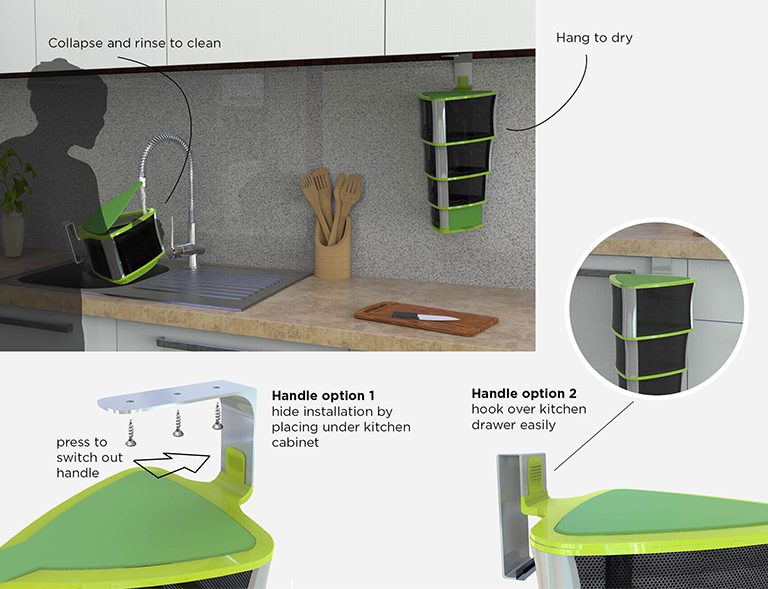 Collapse and rinse to clean
Hang to dry
Handle option 1
hide installation by
placing under kitchen
cabinet
press to
switch out
handle
Handle option 2
hook over kitchen
drawer easily